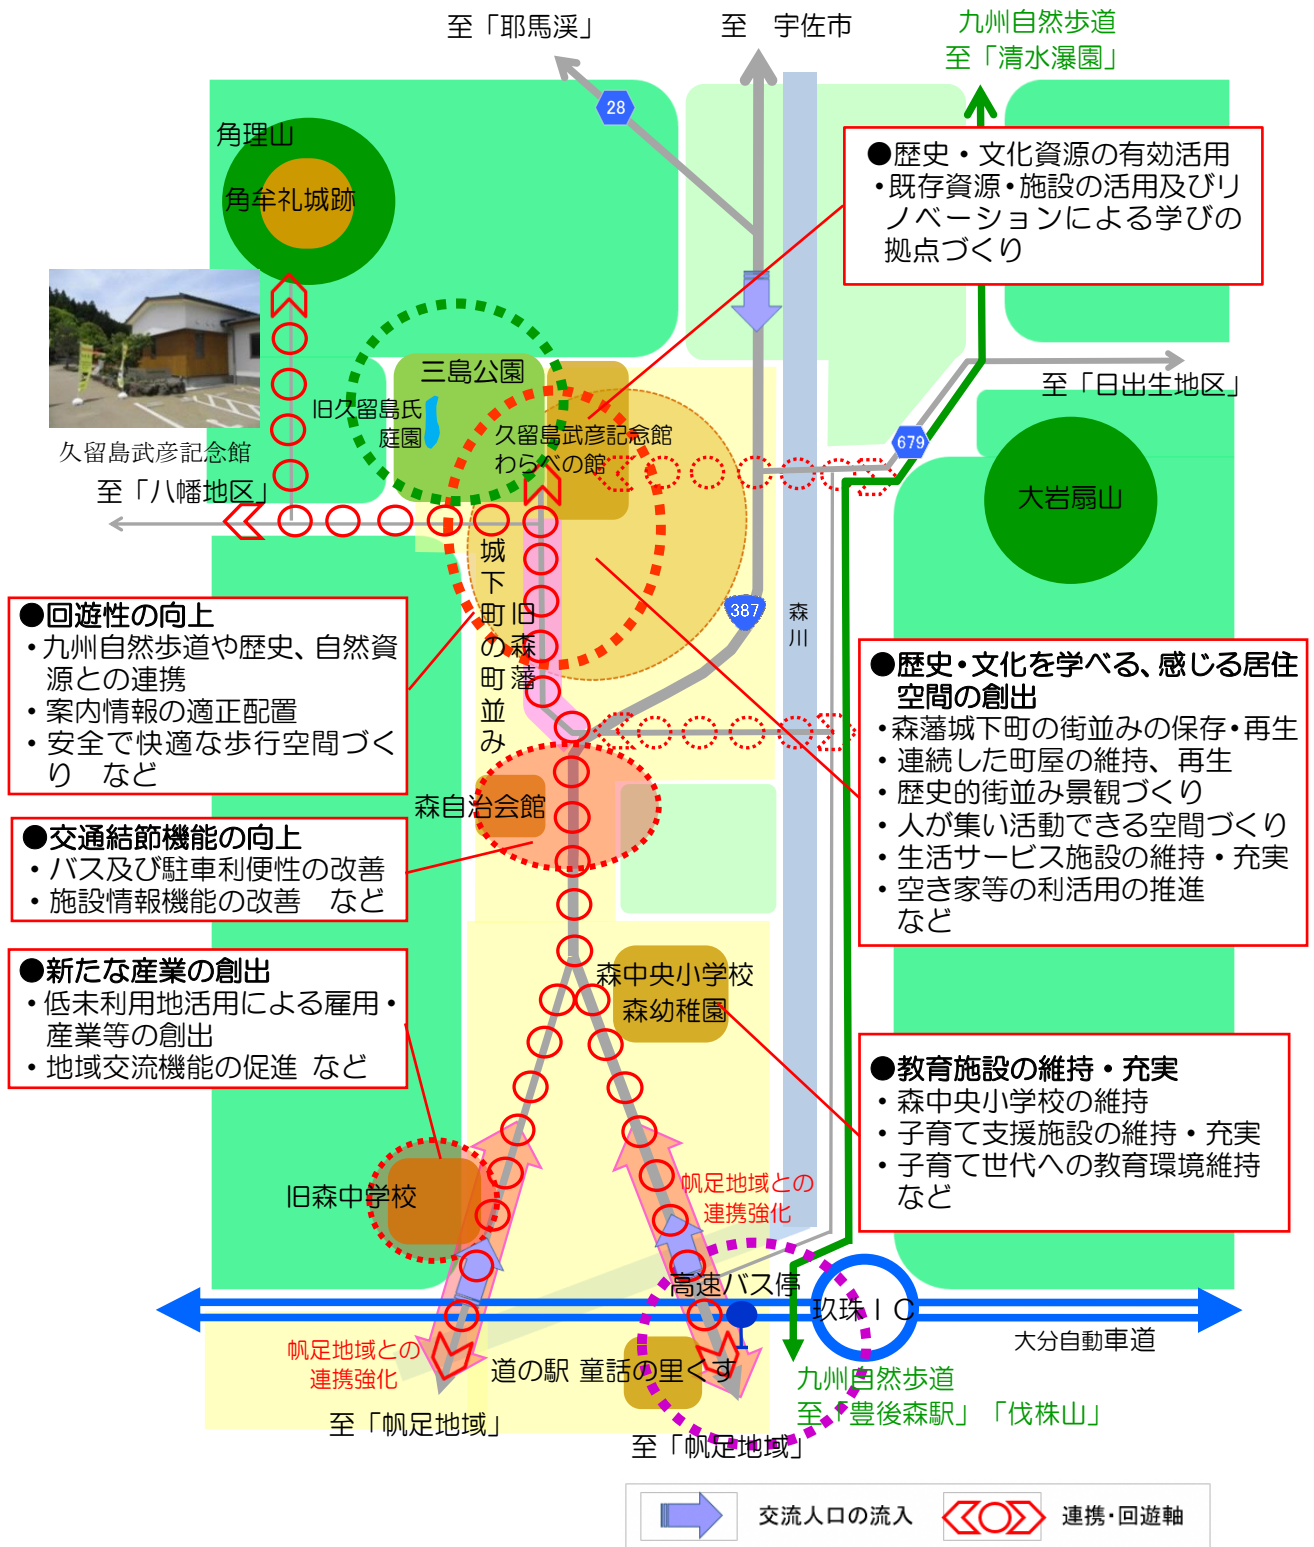 至「耶馬渓」
至　宇佐市
九州自然歩道
至「清水瀑園」
28
角理山
角牟礼城跡
●歴史・文化資源の有効活用
・既存資源・施設の活用及びリ
ノベーションによる学びの
拠点づくり
久留島武彦記念館
三島公園
旧久留島氏
庭園
久留島武彦記念館
わらべの館
至「日出生地区」
679
大岩扇山
至「八幡地区」
城下町の町並み
旧森藩
387
森川
●回遊性の向上
・九州自然歩道や歴史、自然資
源との連携
・案内情報の適正配置
・安全で快適な歩行空間づく
り　など
●歴史・文化を学べる、感じる居住
空間の創出
・森藩城下町の街並みの保存・再生
・連続した町屋の維持、再生
・歴史的街並み景観づくり
・人が集い活動できる空間づくり
・生活サービス施設の維持・充実
・空き家等の利活用の推進
など
森自治会館
●交通結節機能の向上
・バス及び駐車利便性の改善
・施設情報機能の改善　など
●新たな産業の創出
・低未利用地活用による雇用・
産業等の創出
・地域交流機能の促進 など
森中央小学校
森幼稚園
●教育施設の維持・充実
・森中央小学校の維持
・子育て支援施設の維持・充実
・子育て世代への教育環境維持
など
旧森中学校
帆足地域との
連携強化
高速バス停
玖珠ＩＣ
大分自動車道
帆足地域との
連携強化
道の駅 童話の里くす
九州自然歩道
至「豊後森駅」「伐株山」
至「帆足地域」
至「帆足地域」
交流人口の流入
連携・回遊軸